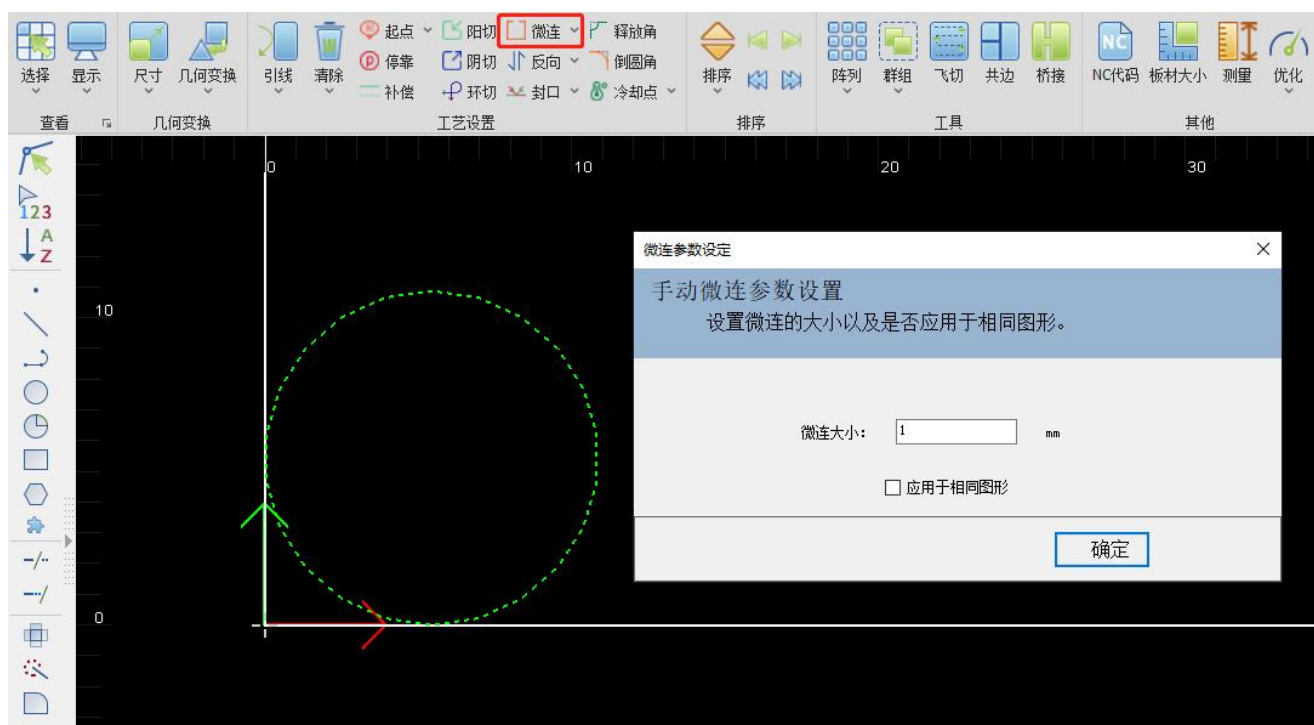 起点 阳切 微连 释放角
选择 显示 尺寸 几何变换 引线 清除 停靠 阴切 反向 倒圆角 排序 阵列 群组 飞切 共边 桥接 NC NC代码 板材大小 测量 优化
补偿 环切 封口 冷却点
查看 几何变换 工艺设置 排序 工具 其他
0 10 20 30
123
A
Z
微连参数设定
手动微连参数设置
设置微连的大小以及是否应用于相同图形。
10
微连大小： 1 mm
应用于相同图形
确定
0